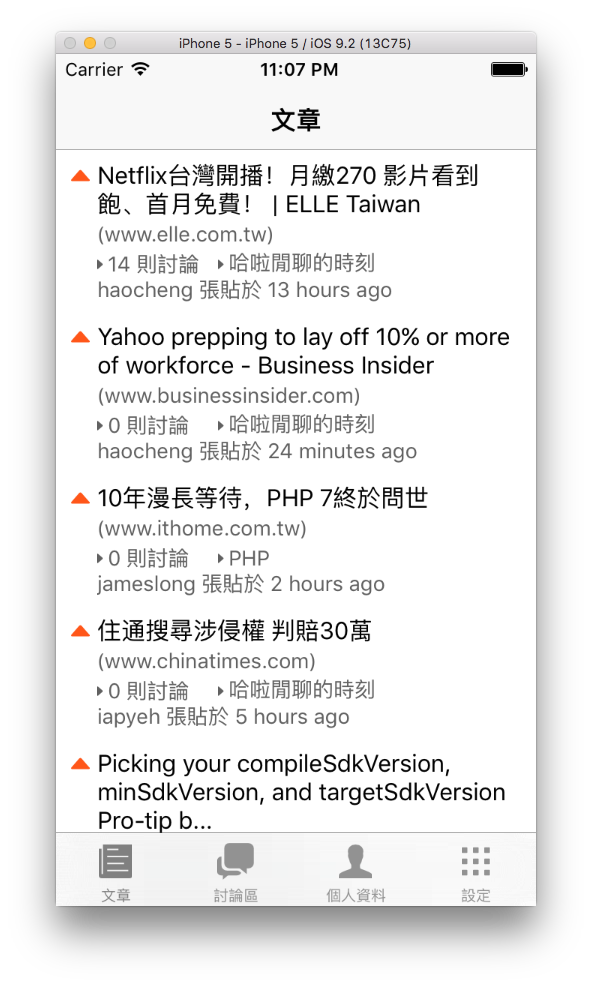 iPhone 5 - iPhone 5 / iOS 9.2 (13C75)
Carrier 11:07 PM
文章
Netflix台灣開播！月繳270 影片看到
飽、首月免費！ | ELLE Taiwan
(www.elle.com.tw)
14 則討論 哈啦閒聊的時刻
haocheng 張貼於 13 hours ago
Yahoo prepping to lay off 10% or more
of workforce - Business Insider
(www.businessinsider.com)
0 則討論 哈啦閒聊的時刻
haocheng 張貼於 24 minutes ago
10年漫長等待，PHP 7終於問世
(www.ithome.com.tw)
0 則討論 PHP
jameslong 張貼於 2 hours ago
住通搜尋涉侵權 判賠30萬
(www.chinatimes.com)
0 則討論 哈啦閒聊的時刻
iapyeh 張貼於 5 hours ago
Picking your compileSdkVersion,
minSdkVersion, and targetSdkVersion
Pro-tip b...
文章 討論區 個人資料 設定